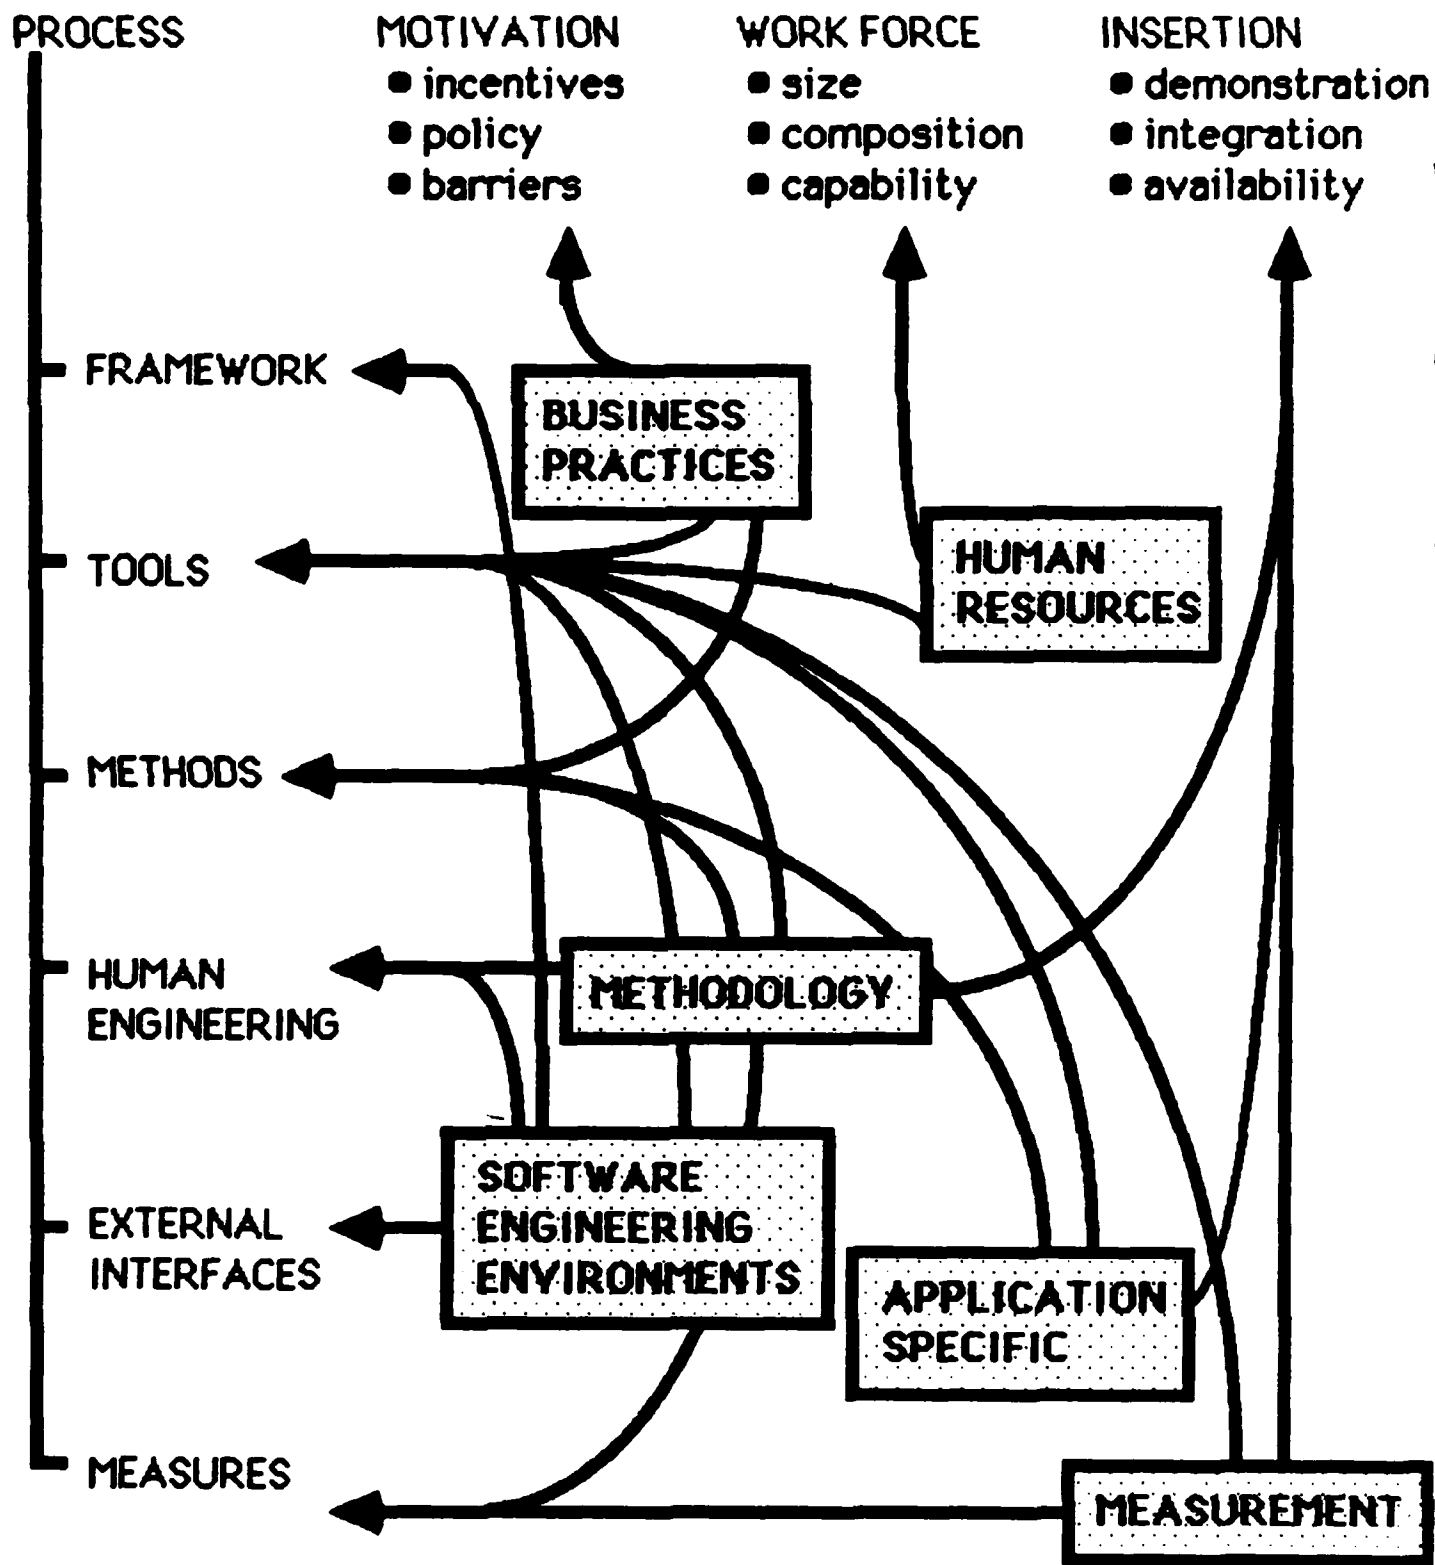 PROCESS
MOTIVATION
• incentives
• policy
• barriers
WORK FORCE
• size
• composition
• capability
INSERTION
• demonstration
• integration
• availability
FRAMEWORK
TOOLS
METHODS
HUMAN
ENGINEERING
EXTERNAL
INTERFACES
MEASURES
BUSINESS
PRACTICES
HUMAN
RESOURCES
METHODOLOGY
SOFTWARE
ENGINEERING
ENVIRONMENTS
APPLICATION
SPECIFIC
MEASUREMENT